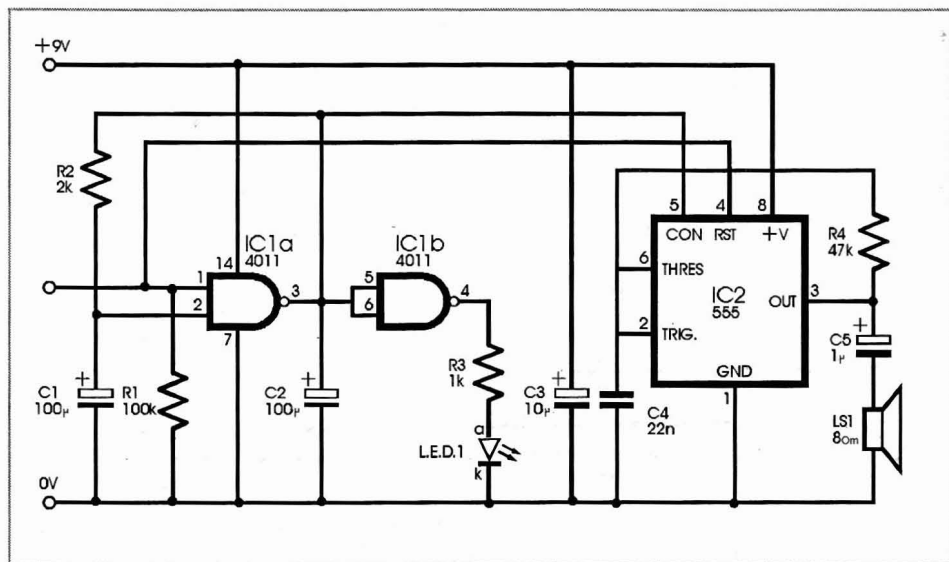 +9V
R2
2k
5
4
8
CON
RST
+V
R4
47k
IC1a
4011
IC1b
4011
14
1
2
3
7
5
6
4
6
THRES
2
TRIG.
IC2
555
OUT
3
GND
1
+
C1
100µ
R1
100k
+
C2
100µ
R3
1k
a
L.E.D.1
k
+
C3
10µ
C4
22n
+
C5
1µ
LS1
8Om
0V